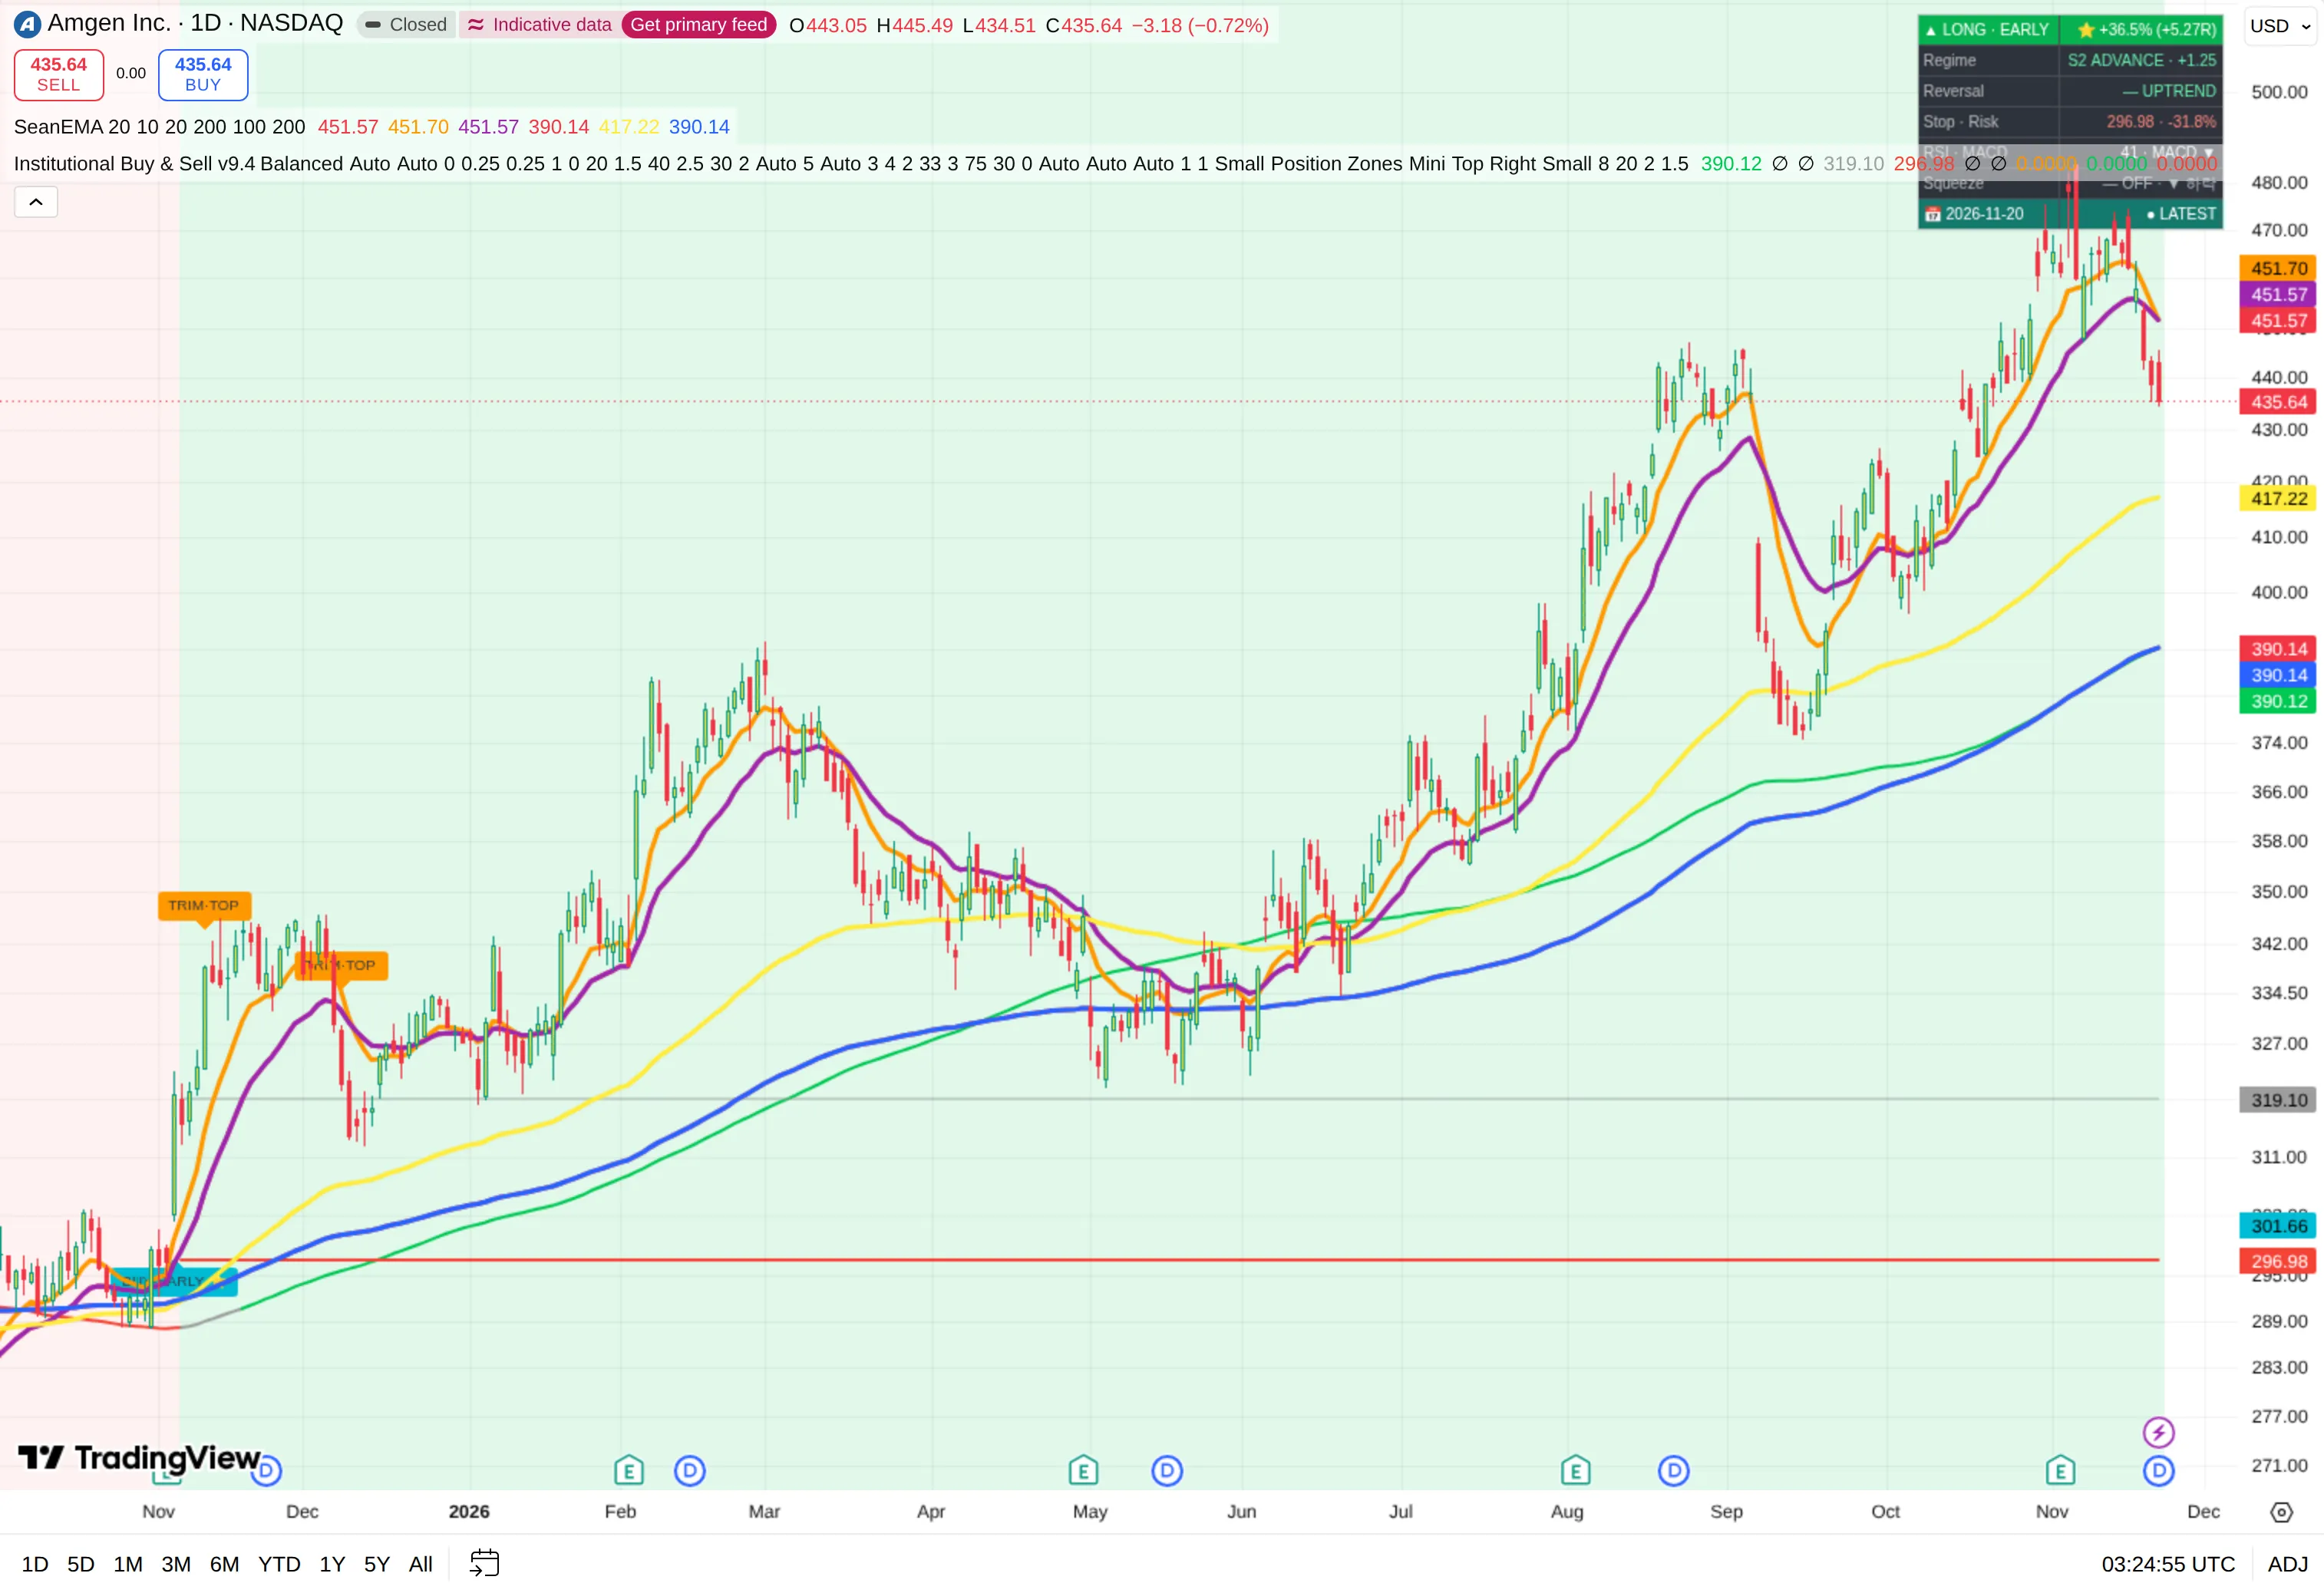 Amgen Inc. · 1D · NASDAQ Closed Indicative data Get primary feed O443.05 H445.49 L434.51 C435.64 −3.18 (−0.72%)
435.64 SELL
0.00
435.64 BUY
SeanEMA 20 10 20 200 100 200 451.57 451.70 451.57 390.14 417.22 390.14
Institutional Buy & Sell v9.4 Balanced Auto Auto 0 0.25 0.25 1 0 20 1.5 40 2.5 30 2 Auto 5 Auto 3 4 2 33 3 75 30 0 Auto Auto Auto 1 1 Small Position Zones Mini Top Right Small 8 20 2 1.5 390.12 ∅ ∅ 319.10 296.98 ∅ ∅ 0.0000 0.0000 0.0000
▲ LONG · EARLY ⭐ +36.5% (+5.27R)
Regime S2 ADVANCE · +1.25
Reversal — UPTREND
Stop · Risk 296.98 · -31.8%
RSI · MACD 41 · MACD ▼
Squeeze — OFF · ▼ 하락
2026-11-20 ● LATEST
USD
500.00
480.00
470.00
451.70
451.57
451.57
440.00
435.64
430.00
420.00
417.22
410.00
400.00
390.14
390.14
390.12
374.00
366.00
358.00
350.00
342.00
334.50
327.00
319.10
311.00
301.66
296.98
295.00
289.00
283.00
277.00
271.00
TRIM·TOP
TRIM·TOP
TradingView
E D E D E D E D
E D
Nov Dec 2026 Feb Mar Apr May Jun Jul Aug Sep Oct Nov Dec
1D 5D 1M 3M 6M YTD 1Y 5Y All
03:24:55 UTC ADJ